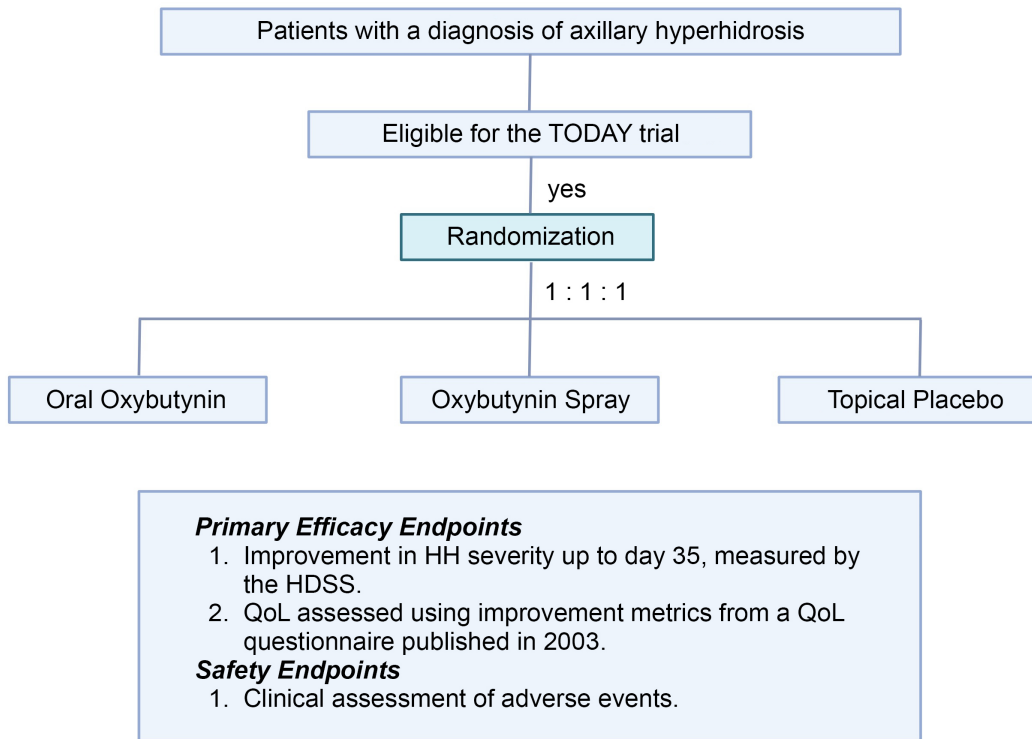 Patients with a diagnosis of axillary hyperhidrosis
Eligible for the TODAY trial
yes
Randomization
1 : 1 : 1
Oral Oxybutynin
Oxybutynin Spray
Topical Placebo
Primary Efficacy Endpoints
1. Improvement in HH severity up to day 35, measured by
the HDSS.
2. QoL assessed using improvement metrics from a QoL
questionnaire published in 2003.
Safety Endpoints
1. Clinical assessment of adverse events.